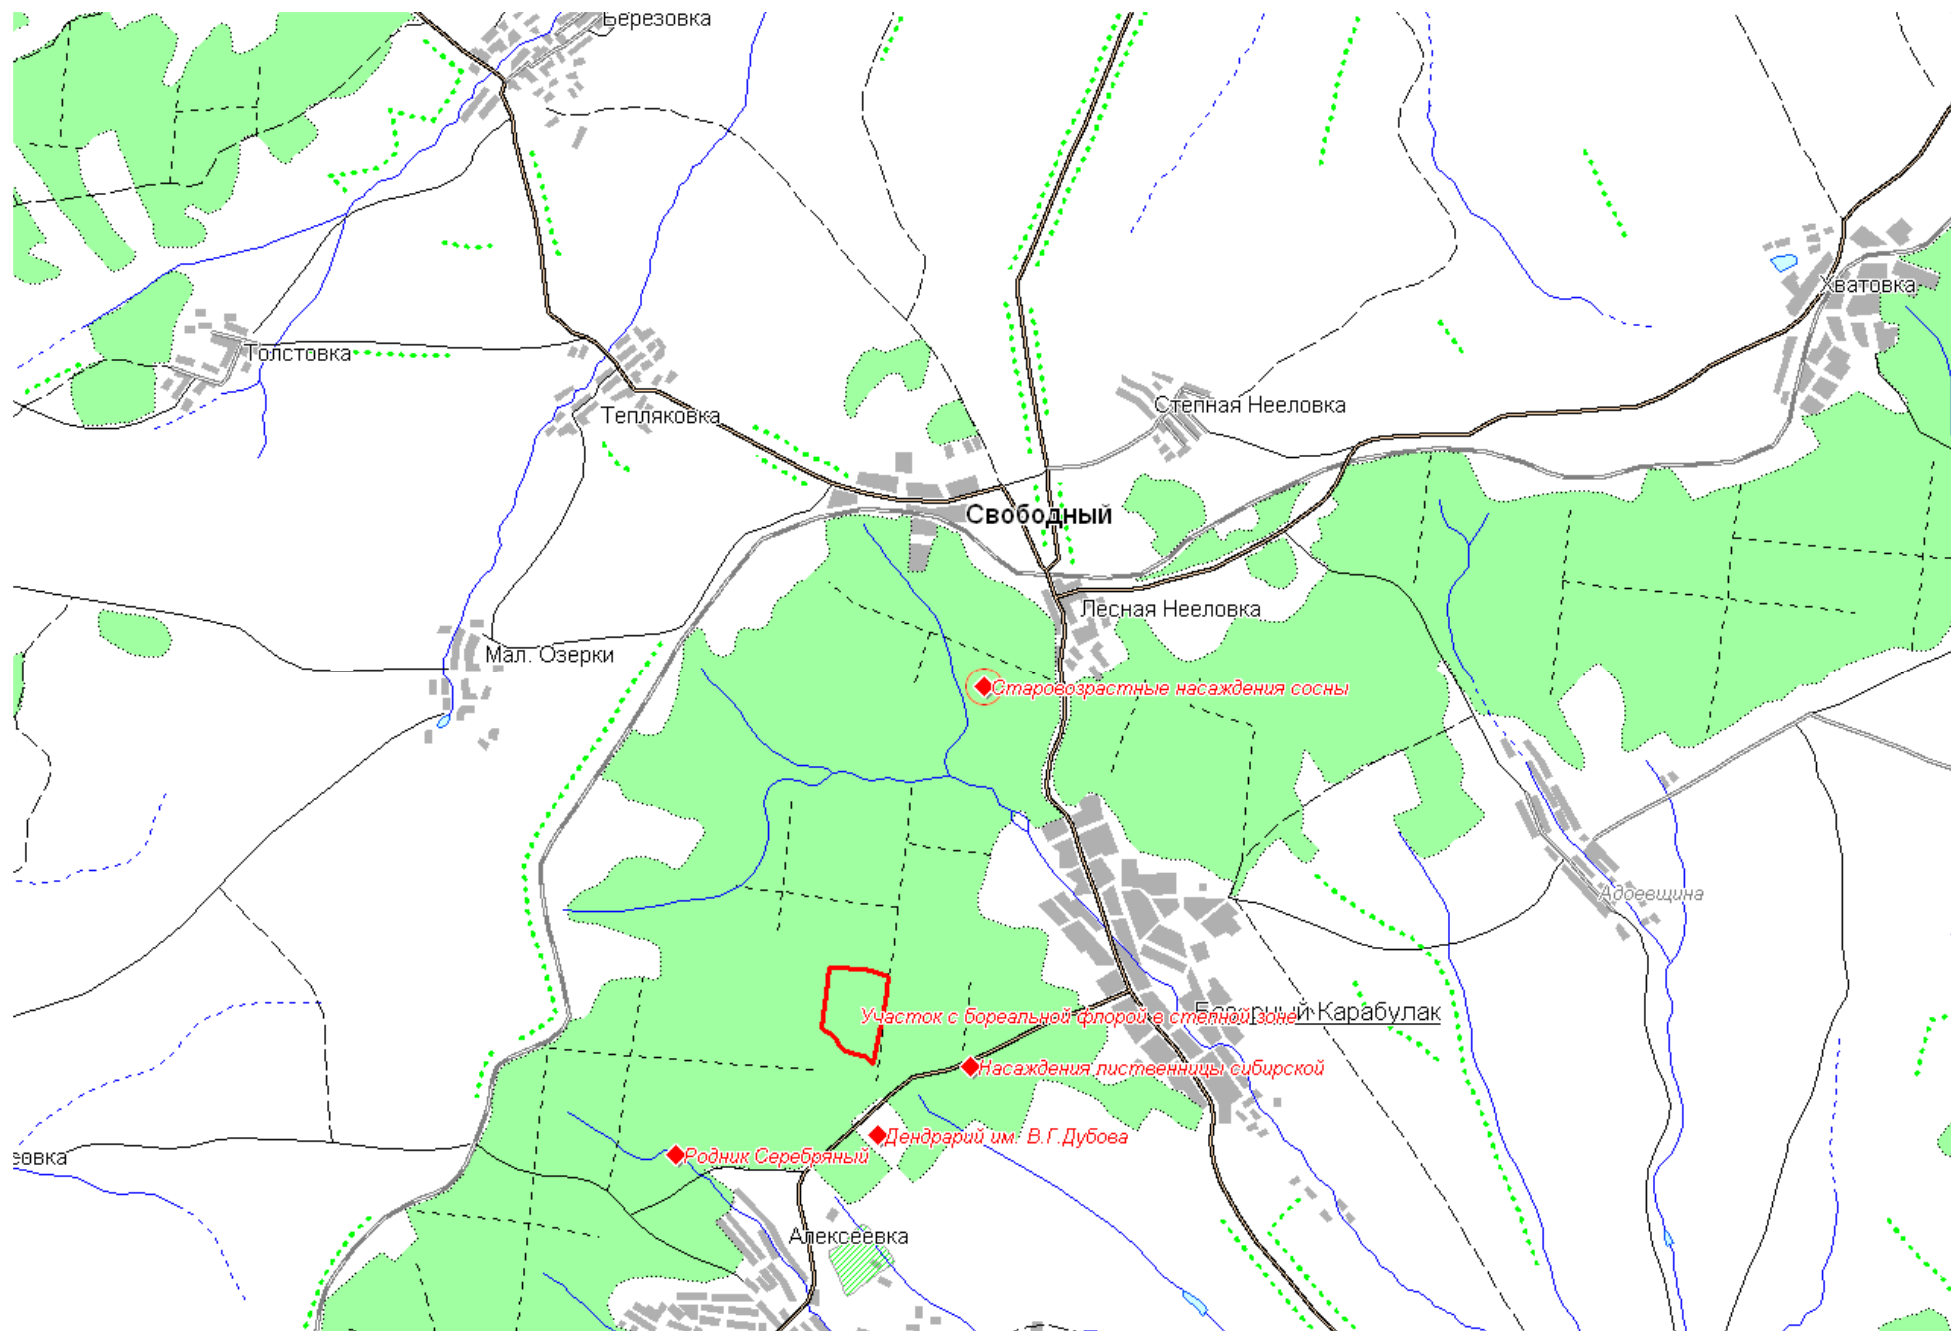 Березовка
Хватовка
Толстовка
Степная Нееловка
Тепляковка
Свободный
Лесная Нееловка
Мал. Озерки
Старовозрастные насаждения сосны
Адоевщина
Карабулак
Участок с бореальной флорой в степной зоне
Насаждения лиственницы сибирской
Дендрарий им. В.Г.Дубова
Родник Серебряный
Алексеевка